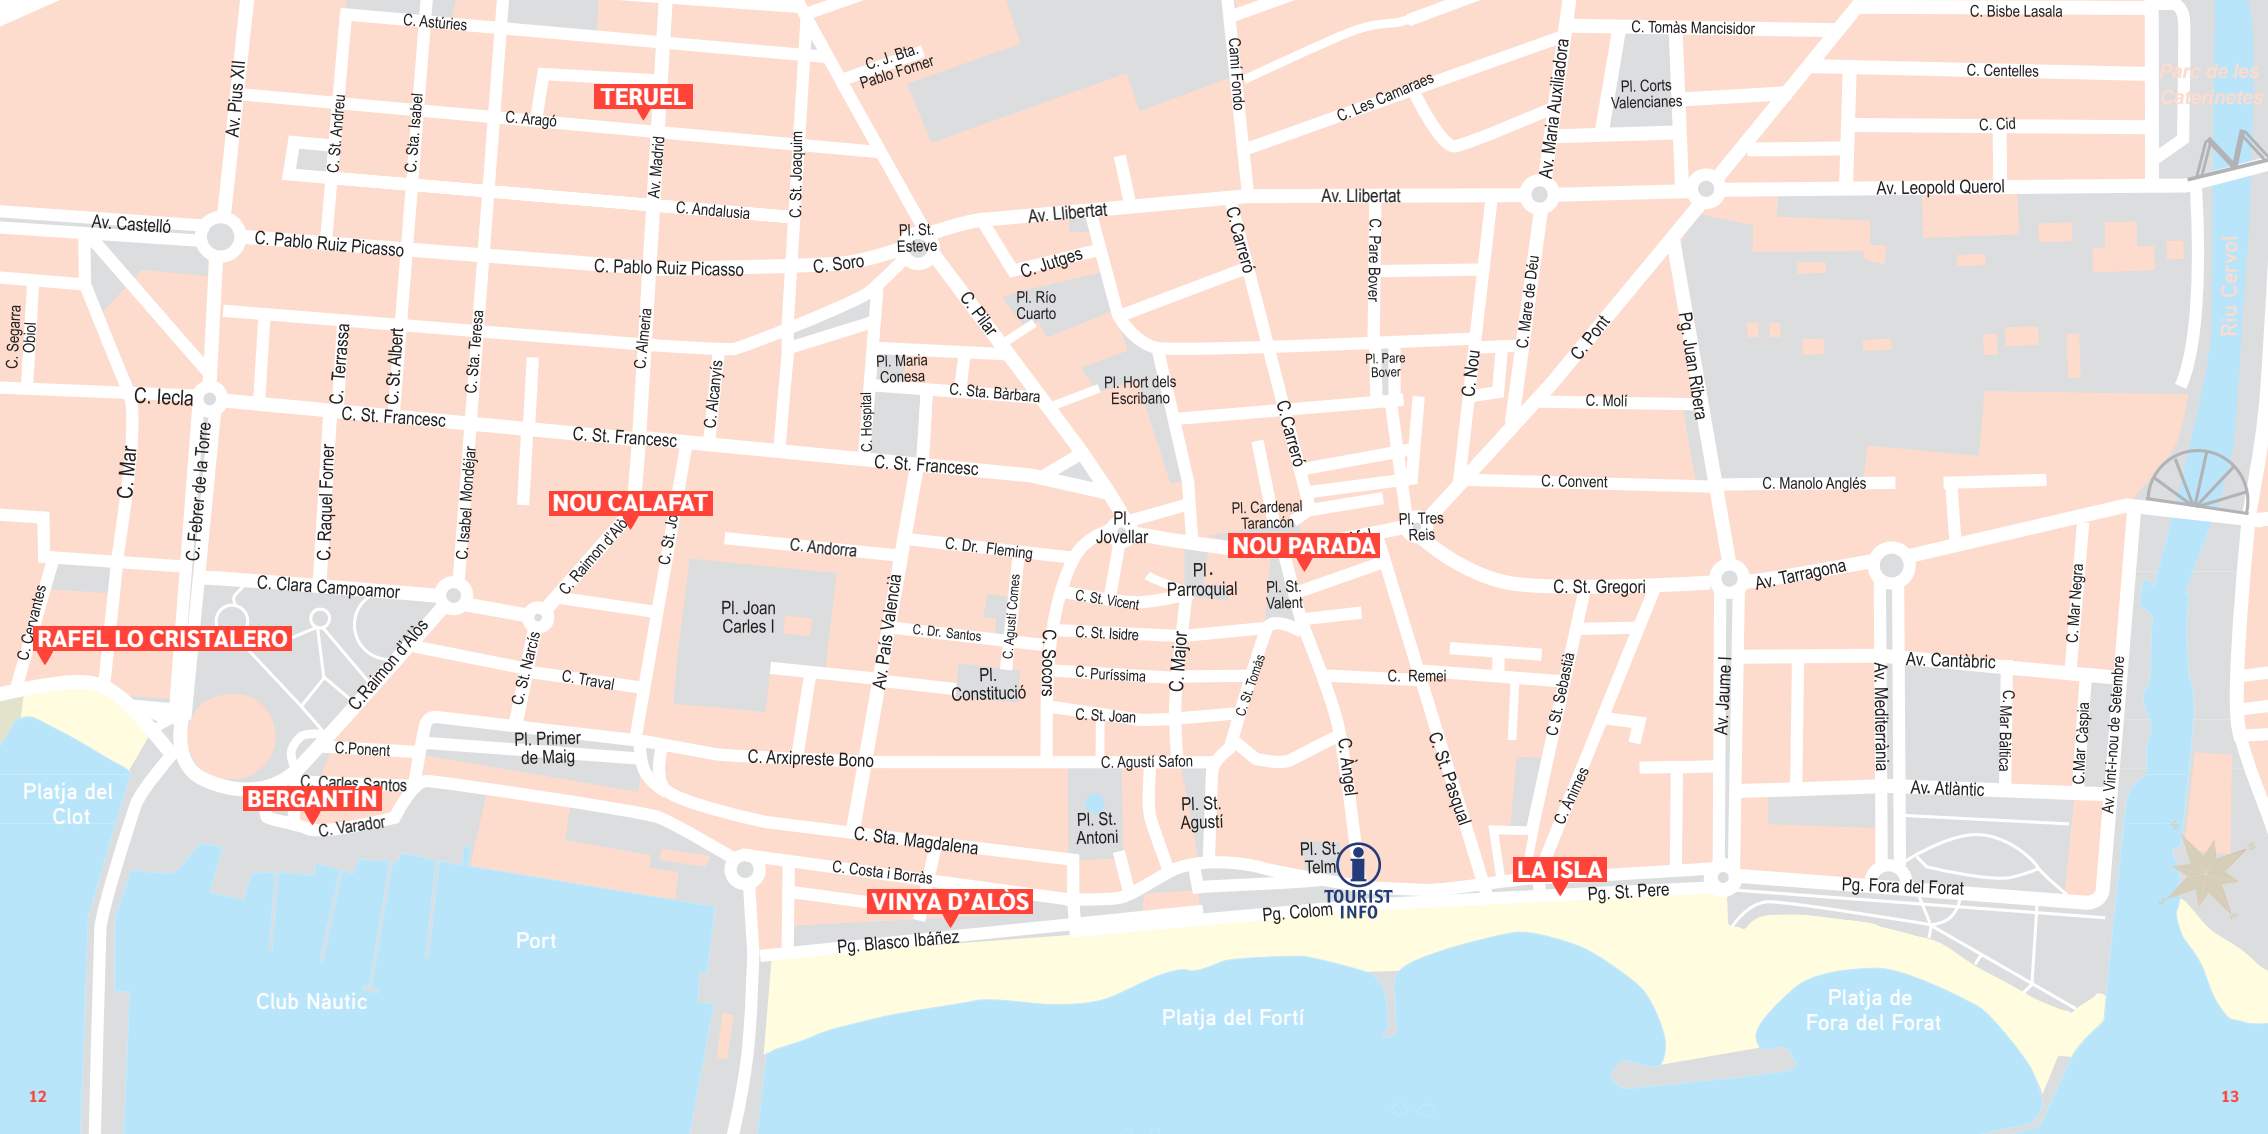 C. Astúries
C. J. Bta.
Pablo Forner
Camí Fondo
C. Les Camaraes
Av. Maria Auxiliadora
C. Tomàs Mancisidor
Pl. Corts
Valencianes
C. Bisbe Lasala
C. Centelles
C. Cid
Parc de les
Caterinetes
Av. Pius XII
C. St. Andreu
C. Sta. Isabel
C. Aragó
TERUEL
Av. Madrid
C. St. Joaquim
C. Andalusia
Av. Castelló
C. Pablo Ruiz Picasso
C. Pablo Ruiz Picasso
C. Soro
Pl. St.
Esteve
Av. Llibertat
Av. Llibertat
Av. Leopold Querol
C. Jutges
C. Carreró
C. Pare Bover
C. Mare de Déu
Riu Cervol
Pl. Río
Cuarto
C. Pilar
C. Segarra
Obiol
C. Terrassa
C. St. Albert
C. Sta. Teresa
C. Almeria
C. Alcanyís
Pl. Maria
Conesa
C. Sta. Bàrbara
Pl. Hort dels
Escribano
Pl. Pare
Bover
C. Nou
C. Pont
Pg. Juan Ribera
C. Molí
C. Iecla
C. St. Francesc
C. St. Francesc
C. St. Francesc
C. Hospital
C. Carreró
C. Mar
C. Febrer de la Torre
C. Raquel Forner
C. Isabel Mondéjar
NOU CALAFAT
C. Raimon d'Alò
C. St. Jo
C. Convent
C. Manolo Anglés
Pl. Cardenal
Tarancón
Pl. Tres
Reis
NOU PARADA
Pl.
Jovellar
C. Andorra
C. Dr. Fleming
Pl.
Parroquial
Pl. St.
Valent
C. St. Gregori
Av. Tarragona
C. Clara Campoamor
C. Cervantes
RAFEL LO CRISTALERO
C.Raimon d'Alòs
C. St. Narcís
C. Traval
Pl. Joan
Carles I
Av. País Valencià
C. Agustí Comes
C. Dr. Santos
C. Socors
C. St. Vicent
C. St. Isidre
C. Puríssima
C. St. Joan
C. Major
C. St. Tomás
Pl.
Constitució
C. Remei
C St. Sebastià
Av. Jaume I
Av. Cantàbric
C. Mar Negra
Av. Mediterrània
C. Mar Bàltica
C.Mar Càspia
Av. Vint-i-nou de Setembre
Av. Atlàntic
C.Ponent
Pl. Primer
de Maig
C. Arxipreste Bono
C. Agustí Safon
C. Àngel
C. St. Pasqual
C. Ànimes
C. Carles Santos
BERGANTÍN
C. Varador
Platja del
Clot
C. Sta. Magdalena
C. Costa i Borràs
Pl. St.
Antoni
Pl. St.
Agustí
Pl. St.
Telm
TOURIST
INFO
LA ISLA
Pg. St. Pere
Pg. Fora del Forat
VINYA D'ALÒS
Pg. Colom
Pg. Blasco Ibáñez
Port
Club Nàutic
Platja del Fortí
Platja de
Fora del Forat
12
13